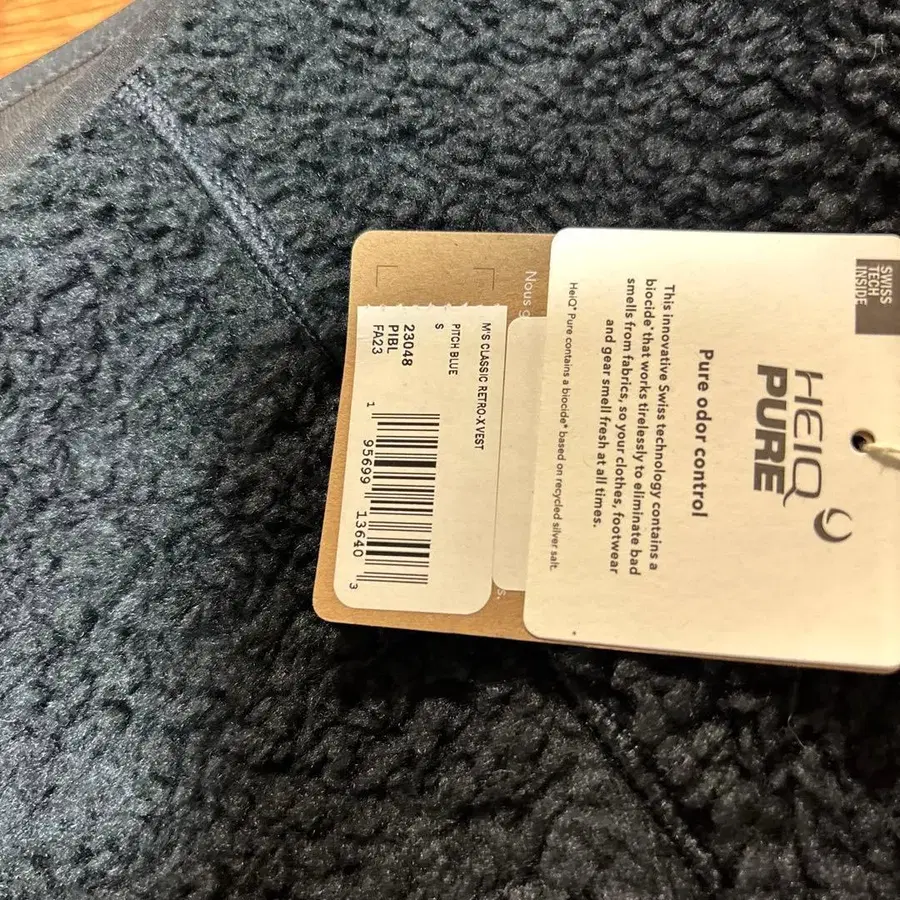 SWISS
TECH
INSIDE
HEIQ
PURE
Pure odor control
This innovative Swiss technology contains a
biocide* that works tirelessly to eliminate bad
smells from fabrics, so your clothes, footwear
and gear smell fresh at all times.
HeiQ® Pure contains a biocide* based on recycled silver salt.
Nous
M'S CLASSIC RETRO-X VEST
PITCH BLUE
S
23048
PIBL
FA23
1 95699 13640 3